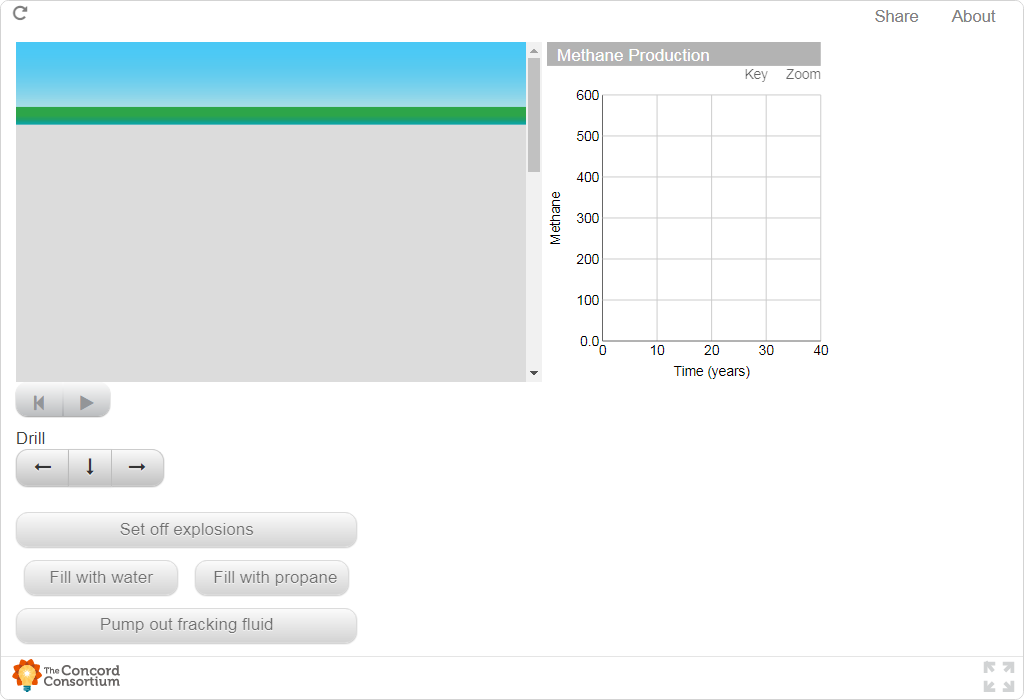 Share About
Methane Production
Key Zoom
600
500
400
300
200
100
0.0
Methane
0 10 20 30 40
Time (years)
Drill
Set off explosions
Fill with water Fill with propane
Pump out fracking fluid
The Concord
Consortium